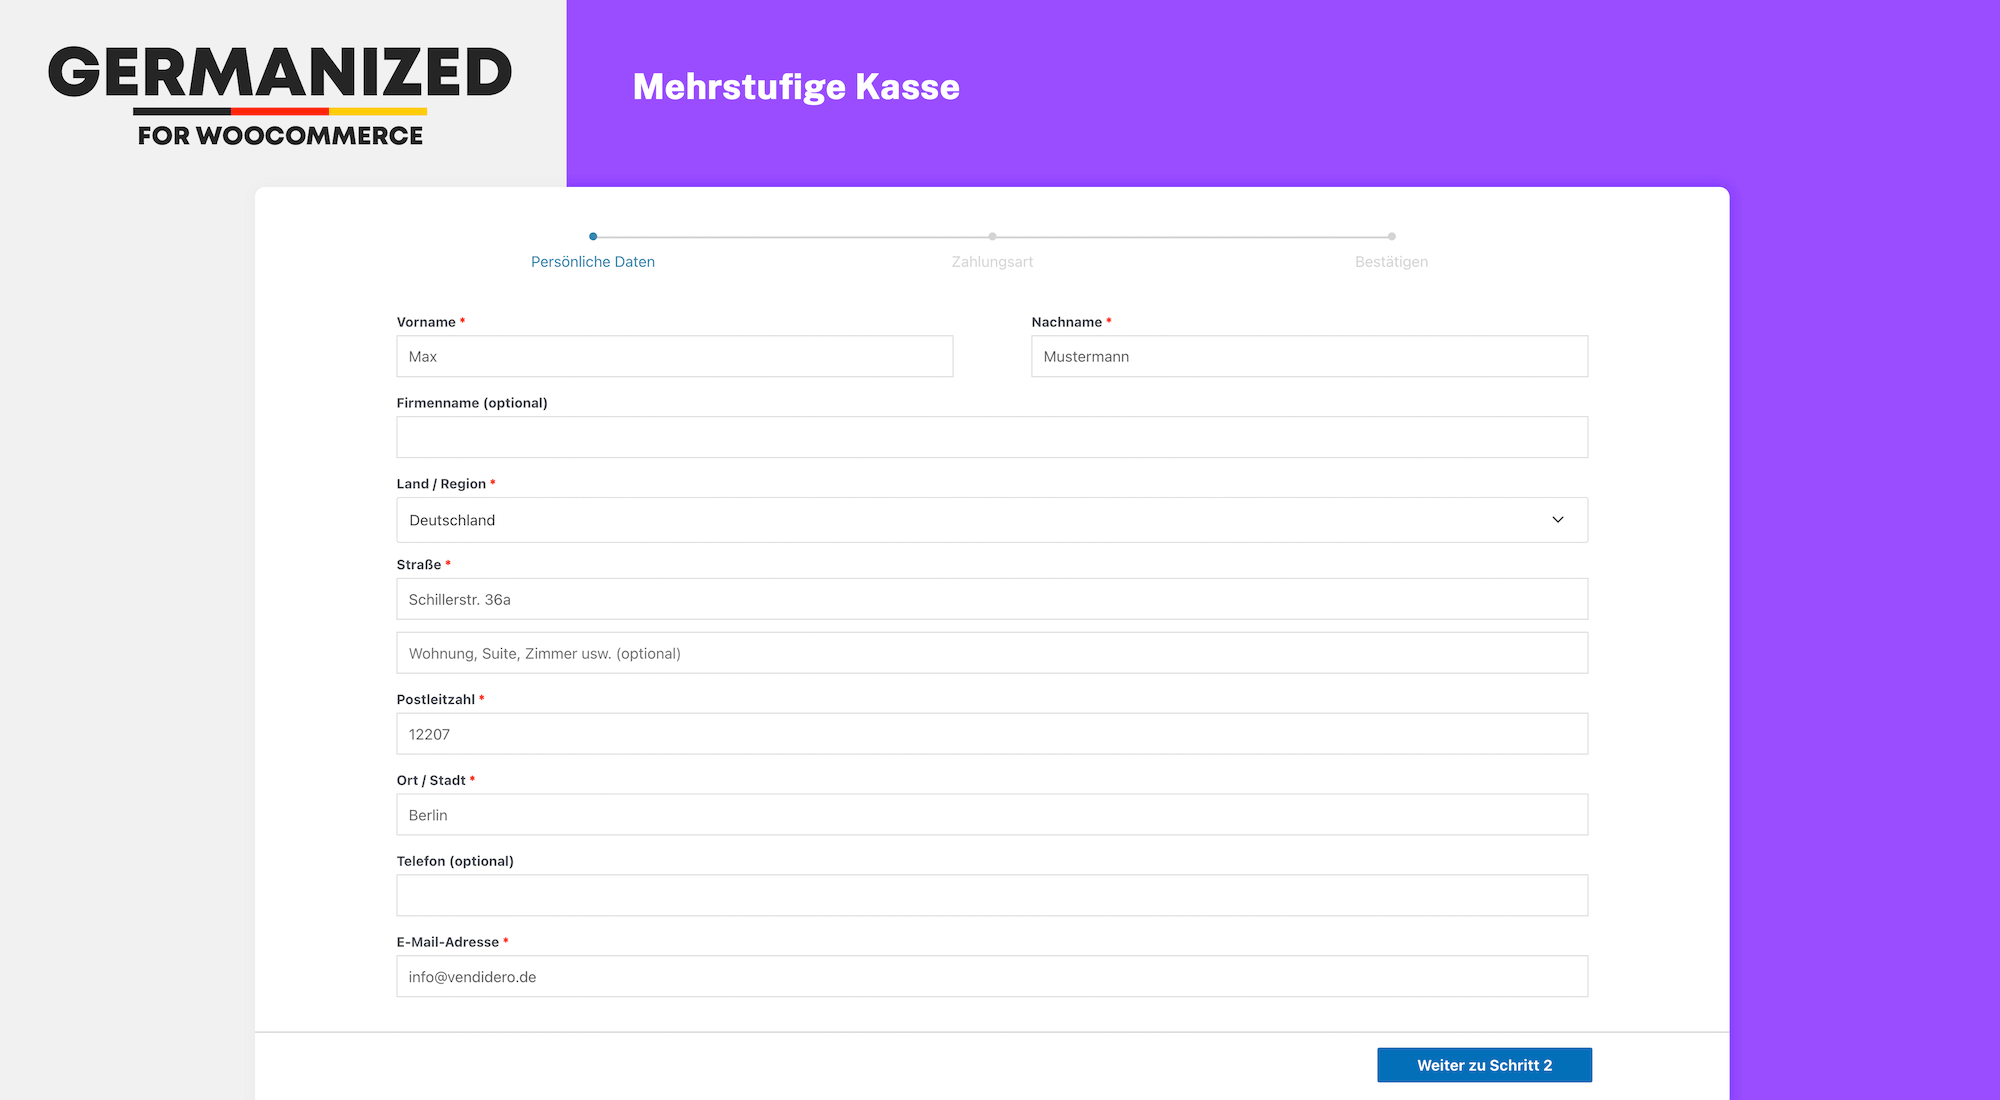 GERMANIZED
FOR WOOCOMMERCE
Mehrstufige Kasse
Persönliche Daten
Zahlungsart
Bestätigen
Vorname *
Nachname *
Max
Mustermann
Firmenname (optional)
Land / Region *
Deutschland
Straße *
Schillerstr. 36a
Wohnung, Suite, Zimmer usw. (optional)
Postleitzahl *
12207
Ort / Stadt *
Berlin
Telefon (optional)
E-Mail-Adresse *
info@vendidero.de
Weiter zu Schritt 2